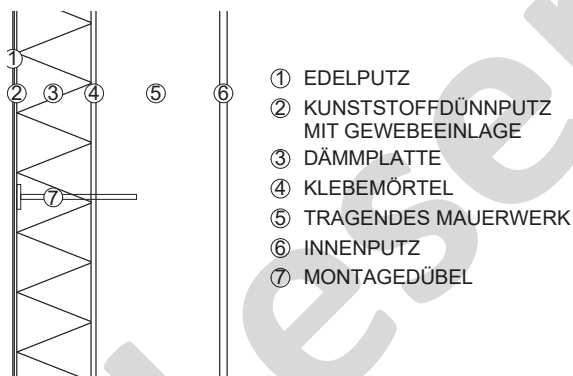 ① EDELPUTZ
② KUNSTSTOFFDÜNNPUTZ
MIT GEWEBEEINLAGE
③ DÄMMPLATTE
④ KLEBEMÖRTEL
⑤ TRAGENDES MAUERWERK
⑥ INNENPUTZ
⑦ MONTAGEDÜBEL
①
② ③ ④ ⑤ ⑥
⑦